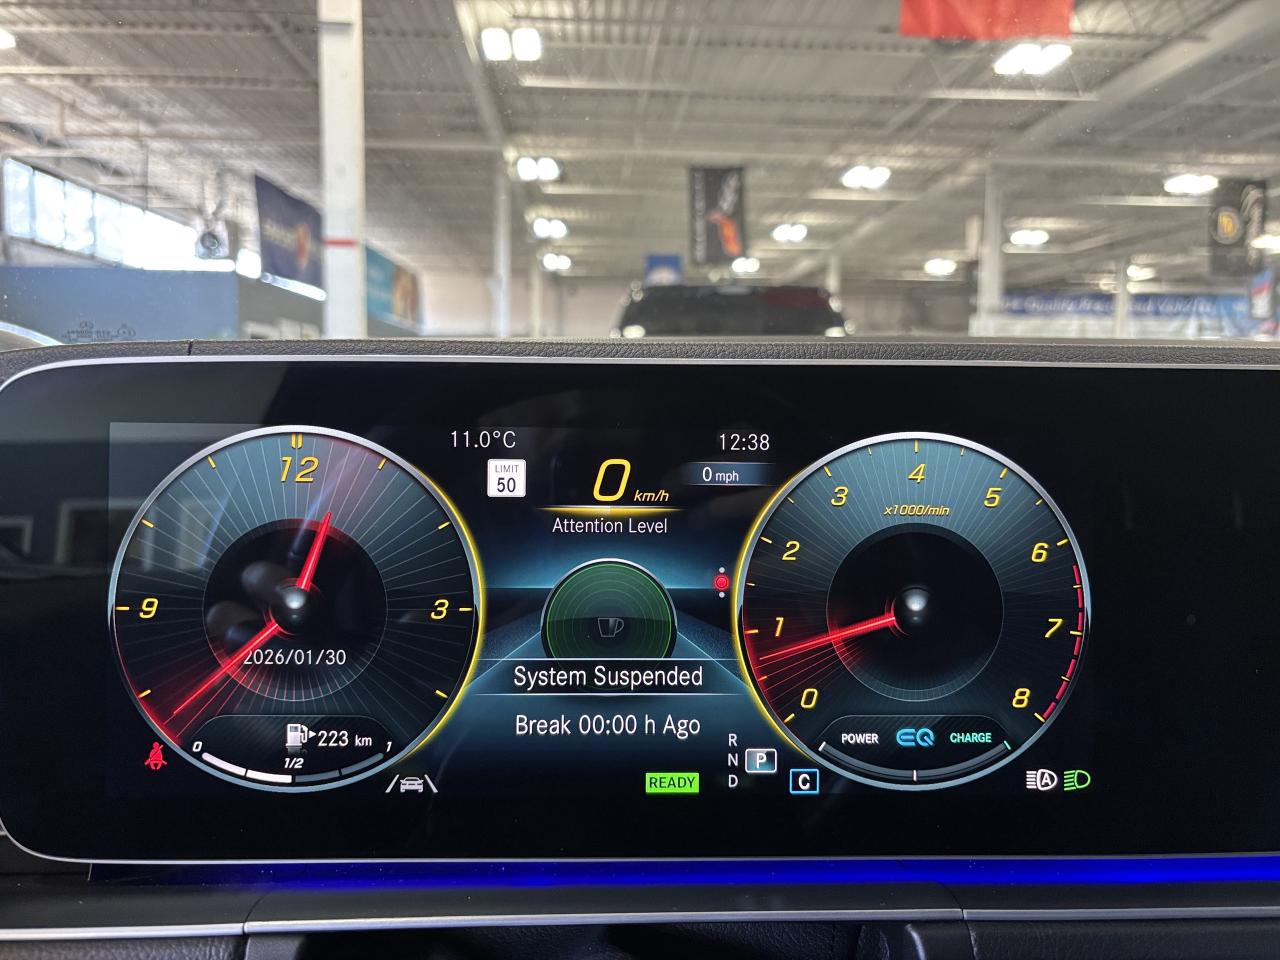 11.0°C
12:38
LIMIT
50
0 km/h
0 mph
Attention Level
12
3
9
2026/01/30
223 km
0
1/2
1
System Suspended
Break 00:00 h Ago
READY
R
N
D
P
C
0
1
2
3
4
5
6
7
8
x1000/min
POWER
EQ
CHARGE
A